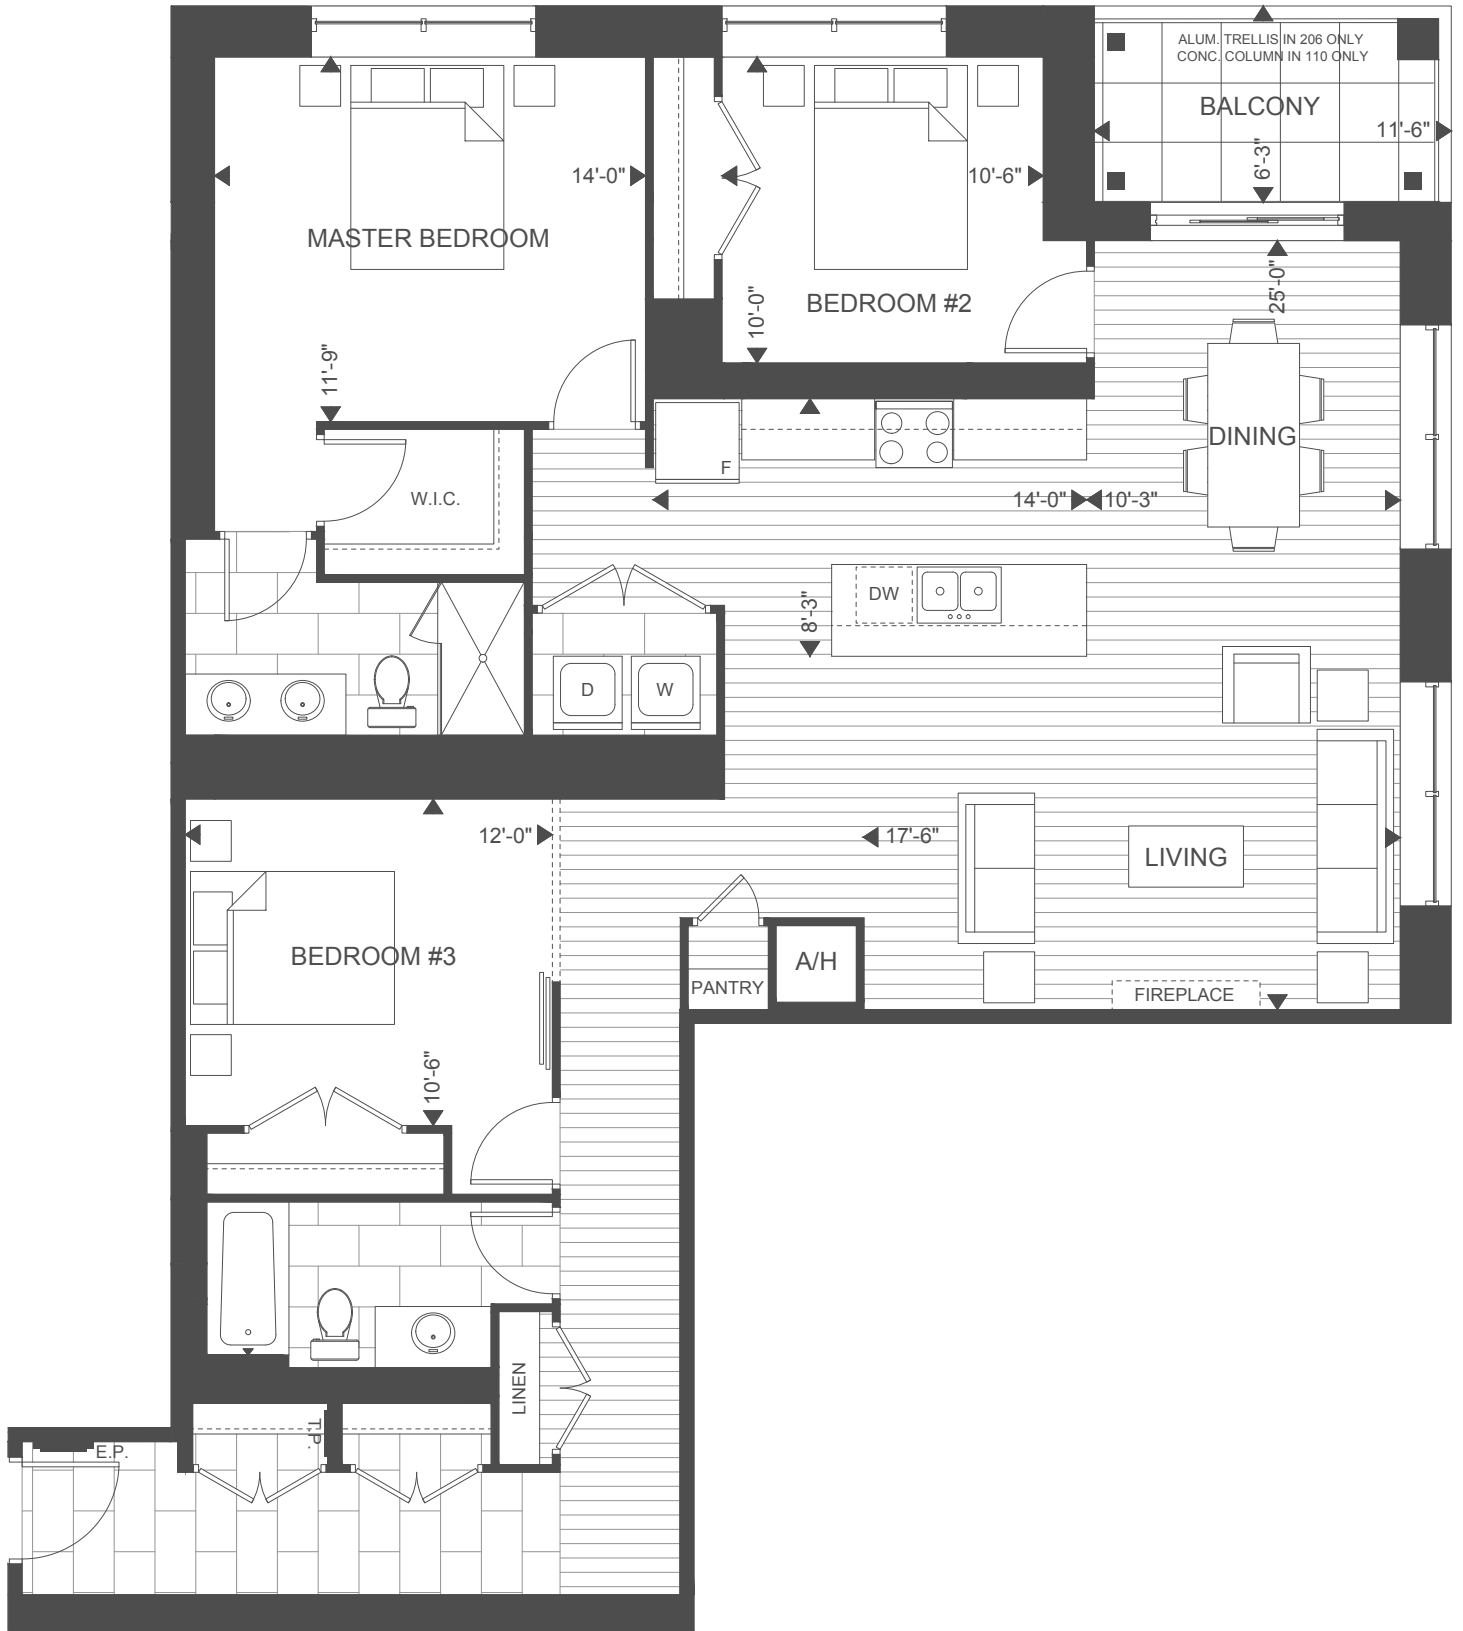 ALUM. TRELLIS IN 206 ONLY
CONC. COLUMN IN 110 ONLY
BALCONY
11'-6"
6'-3"
14'-0"
MASTER BEDROOM
11'-9"
10'-6"
10'-0"
BEDROOM #2
25'-0"
DINING
F
14'-0"
10'-3"
W.I.C.
8'-3"
DW
D
W
12'-0"
17'-6"
LIVING
BEDROOM #3
A/H
PANTRY
FIREPLACE
10'-6"
LINEN
T.P.
E.P.